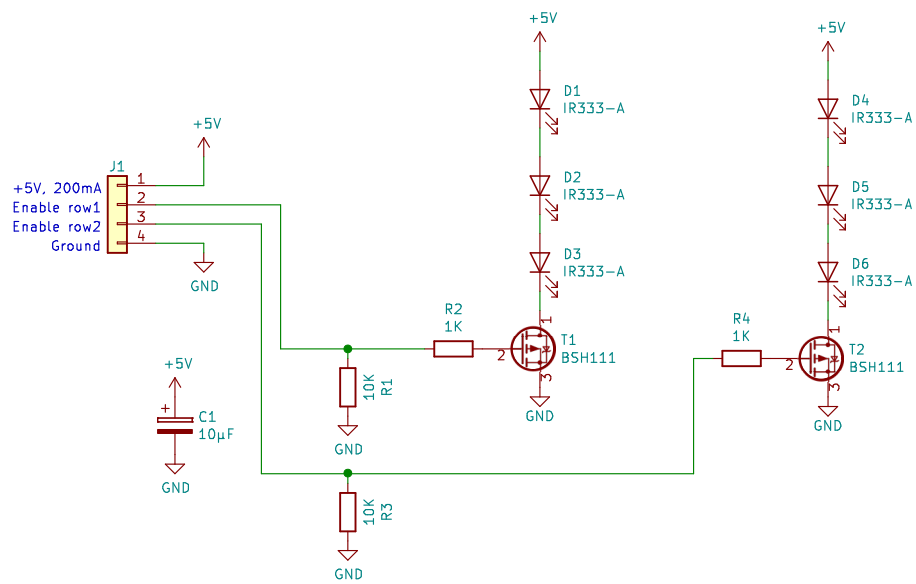 +5V
D1
IR333-A
D2
IR333-A
D3
IR333-A
+5V
D4
IR333-A
D5
IR333-A
D6
IR333-A
+5V
J1
+5V, 200mA
1
Enable row1
2
Enable row2
3
Ground
4
GND
R2
1K
1
2
3
T1
BSH111
GND
R4
1K
1
2
3
T2
BSH111
GND
+5V
+
C1
10µF
GND
10K
R1
GND
10K
R3
GND